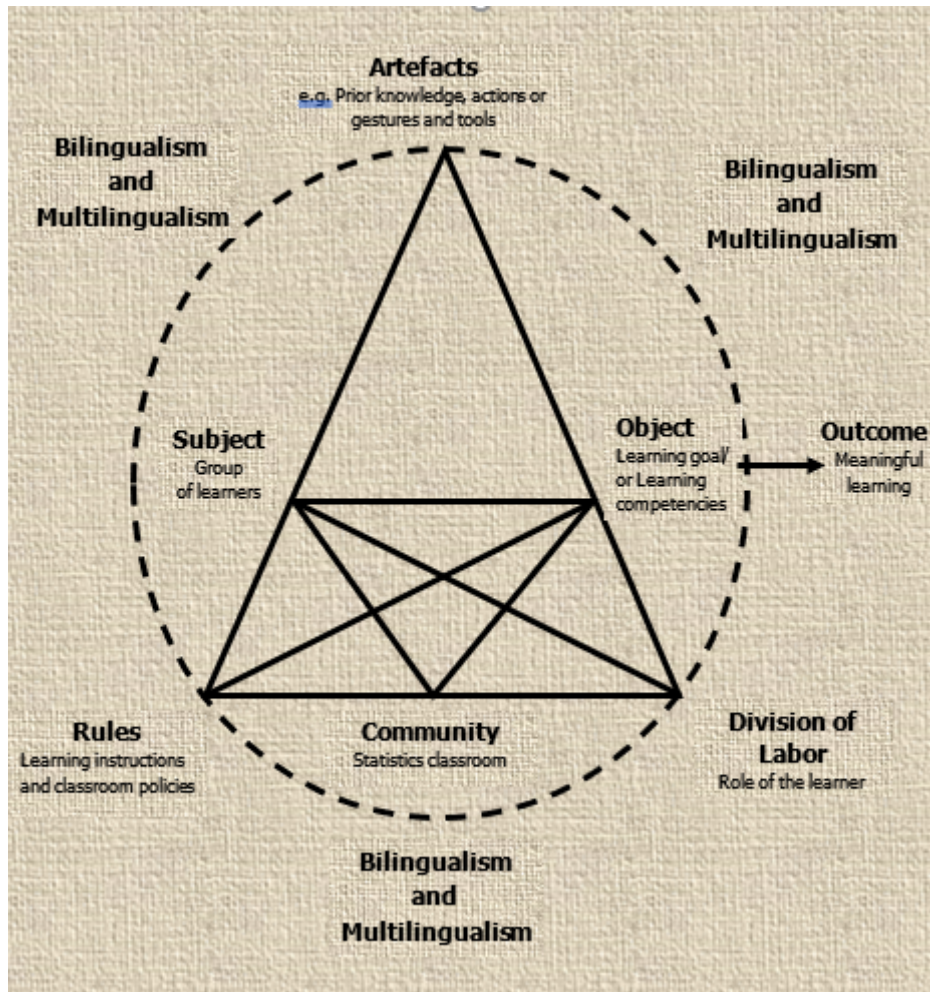 Artefacts
e.g. Prior knowledge, actions or
gestures and tools
Bilingualism
and
Multilingualism
Bilingualism
and
Multilingualism
Subject
Group
of learners
Object
Learning goal/
or Learning
competencies
Outcome
Meaningful
learning
Rules
Learning instructions
and classroom policies
Community
Statistics classroom
Division of
Labor
Role of the learner
Bilingualism
and
Multilingualism